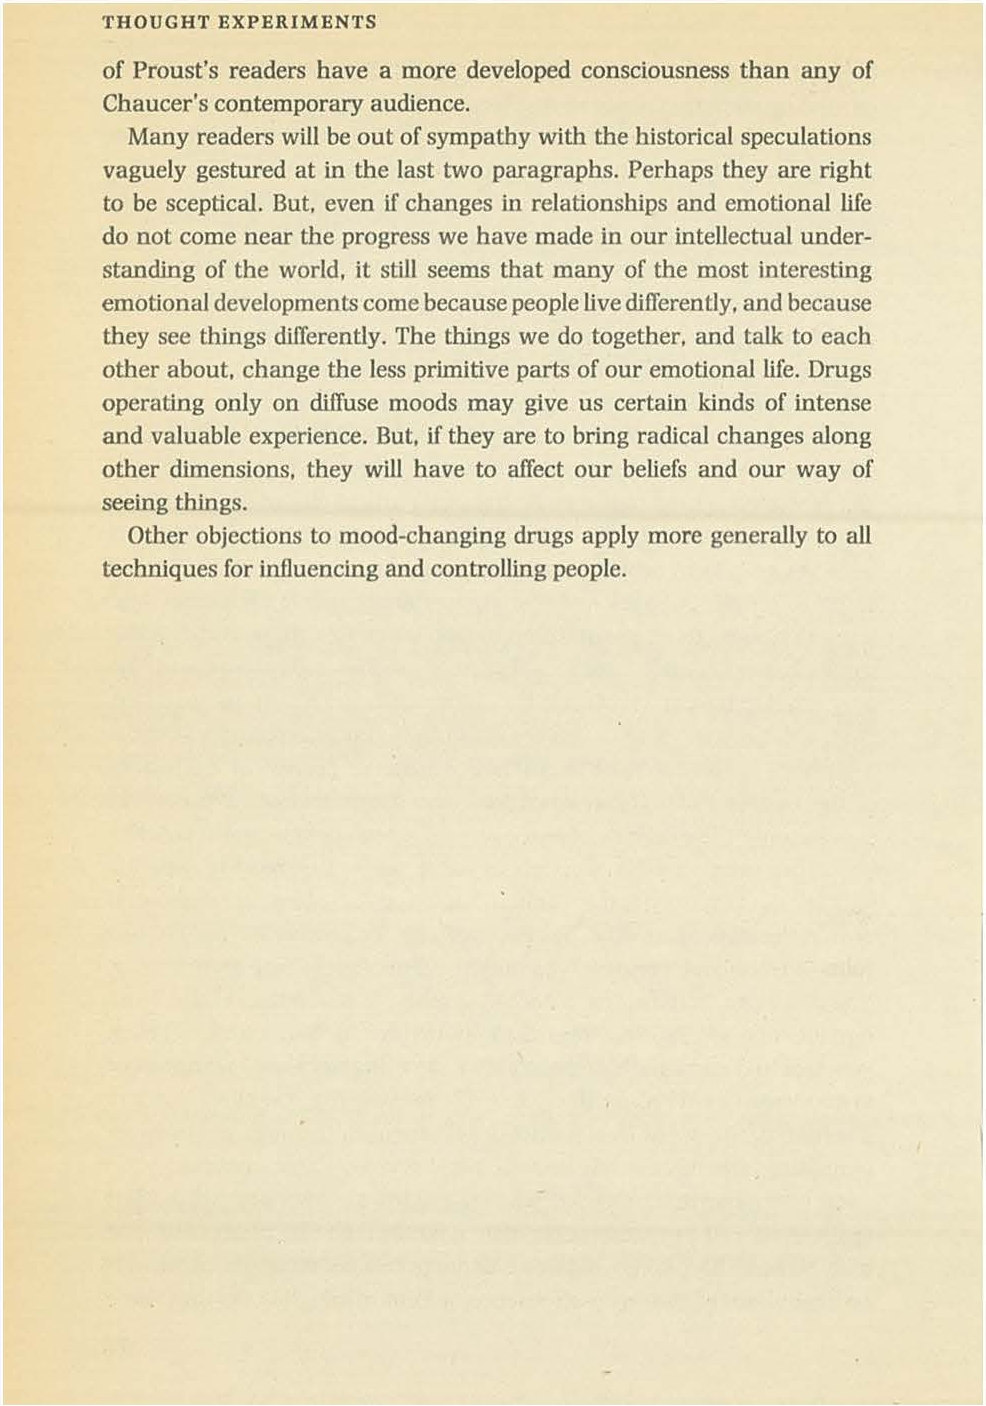 THOUGHT EXPERIMENTS
of Proust's readers have a more developed consciousness than any of
Chaucer's contemporary audience.
Many readers will be out of sympathy with the historical speculations
vaguely gestured at in the last two paragraphs. Perhaps they are right
to be sceptical. But, even if changes in relationships and emotional life
do not come near the progress we have made in our intellectual under-
standing of the world, it still seems that many of the most interesting
emotional developments come because people live differently, and because
they see things differently. The things we do together, and talk to each
other about, change the less primitive parts of our emotional life. Drugs
operating only on diffuse moods may give us certain kinds of intense
and valuable experience. But, if they are to bring radical changes along
other dimensions, they will have to affect our beliefs and our way of
seeing things.
Other objections to mood-changing drugs apply more generally to all
techniques for influencing and controlling people.